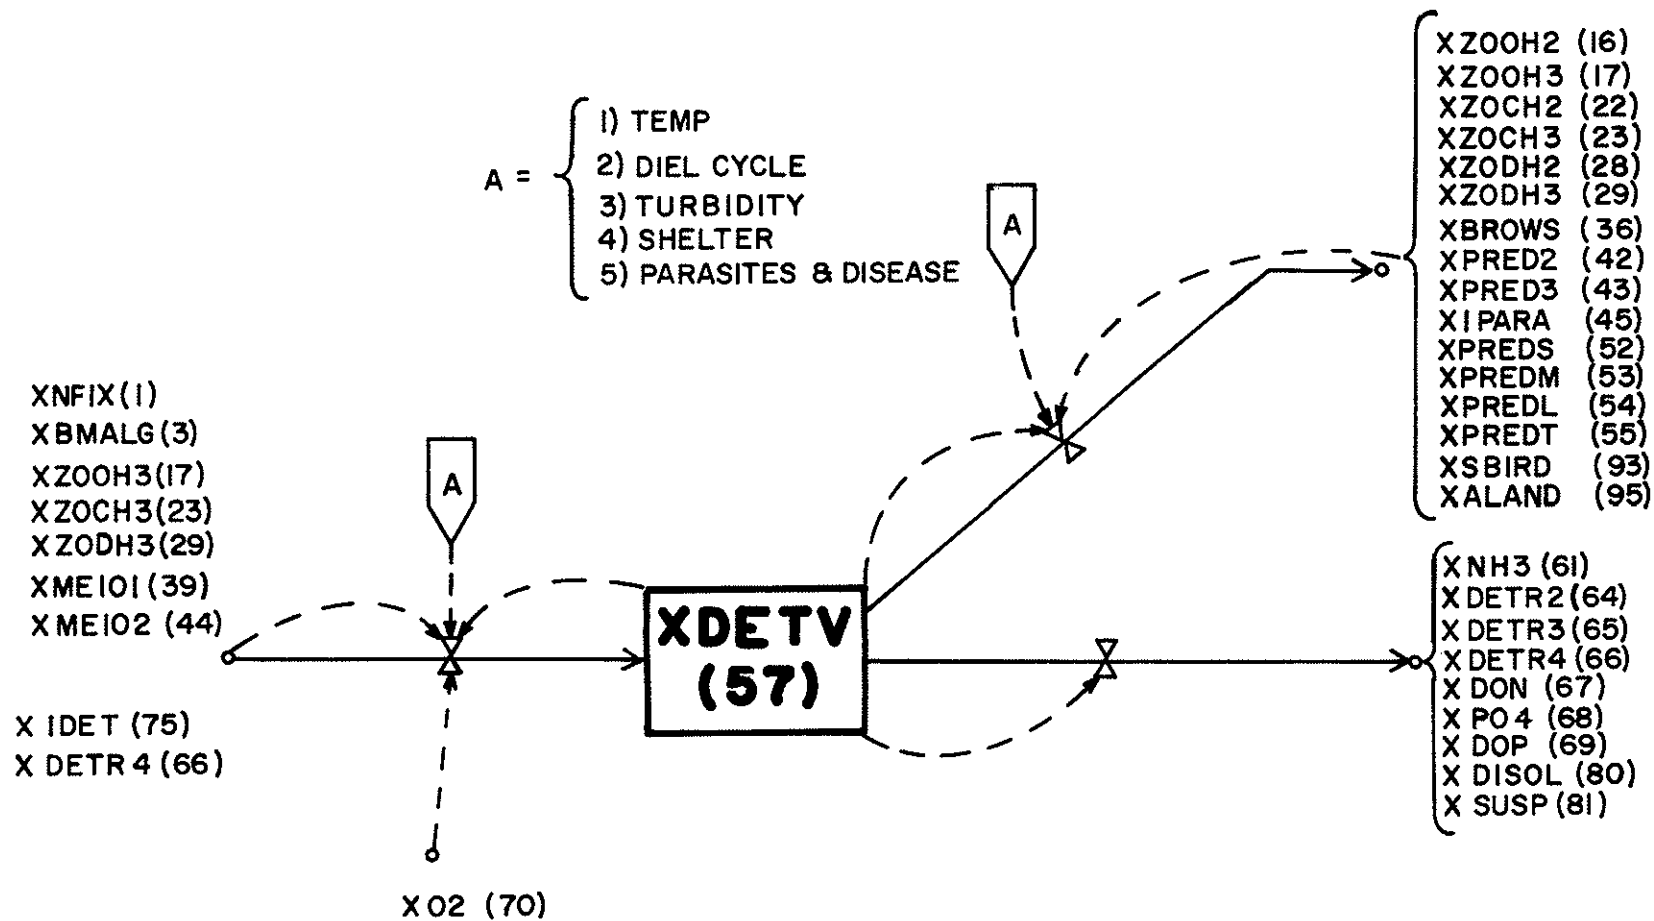 A =
1) TEMP
2) DIEL CYCLE
3) TURBIDITY
4) SHELTER
5) PARASITES & DISEASE
A
XZOOH2 (16)
XZOOH3 (17)
XZOCH2 (22)
XZOCH3 (23)
XZODH2 (28)
XZODH3 (29)
XBROWS (36)
XPRED2 (42)
XPRED3 (43)
XIPARA (45)
XPREDS (52)
XPREDM (53)
XPREDL (54)
XPREDT (55)
XSBIRD (93)
XALAND (95)
XNFIX(1)
XBMALG(3)
XZOOH3(17)
XZOCH3(23)
XZODH3(29)
XMEIO1(39)
XMEIO2 (44)
A
XDETV
(57)
X IDET (75)
X DETR4 (66)
XO2 (70)
XNH3 (61)
X DETR2(64)
X DETR3(65)
X DETR4(66)
X DON (67)
X PO4 (68)
X DOP (69)
X DISOL (80)
X SUSP(81)